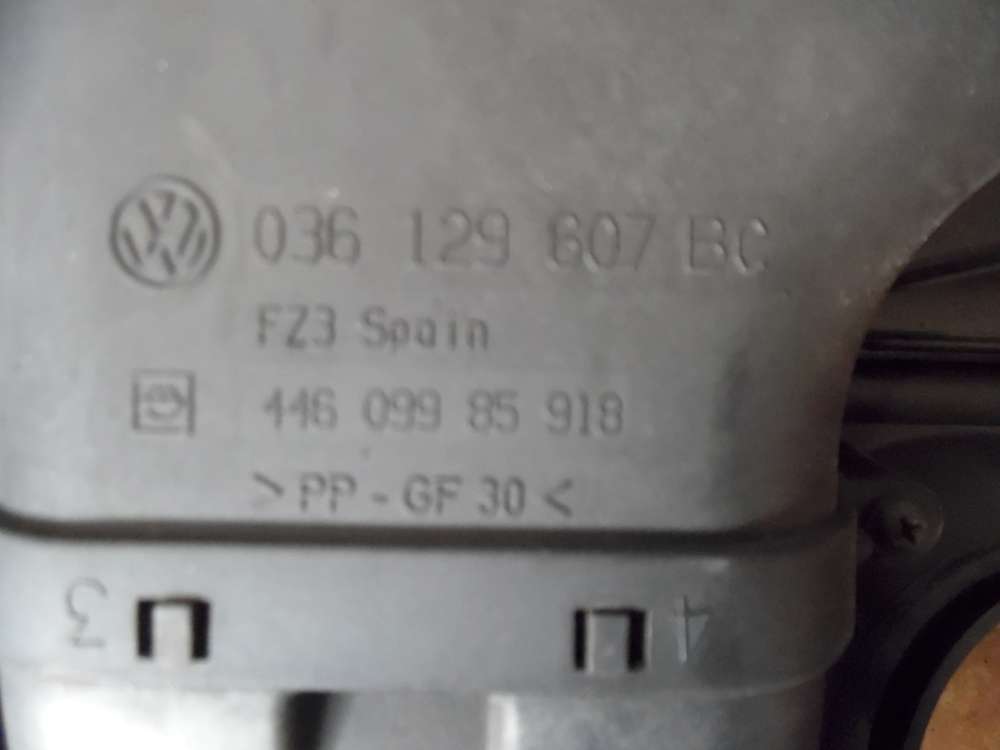 036 129 607 BC
FZ3 Spain
446 099 85 918
>PP-GF 30<
3
4